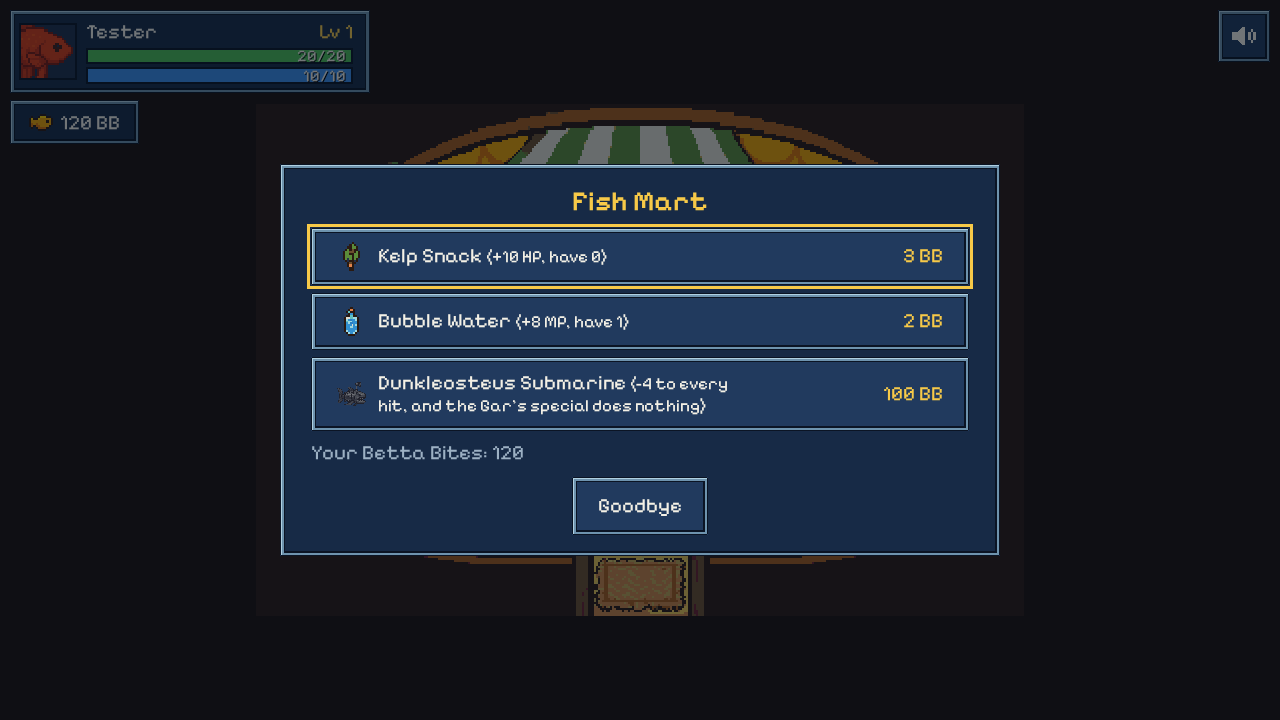 Tester Lv 1
20/20
10/10
120 BB
Fish Mart
Kelp Snack (+10 HP, have 0) 3 BB
Bubble Water (+8 MP, have 1) 2 BB
Dunkleosteus Submarine (-4 to every
hit, and the Gar's special does nothing) 100 BB
Your Betta Bites: 120
Goodbye